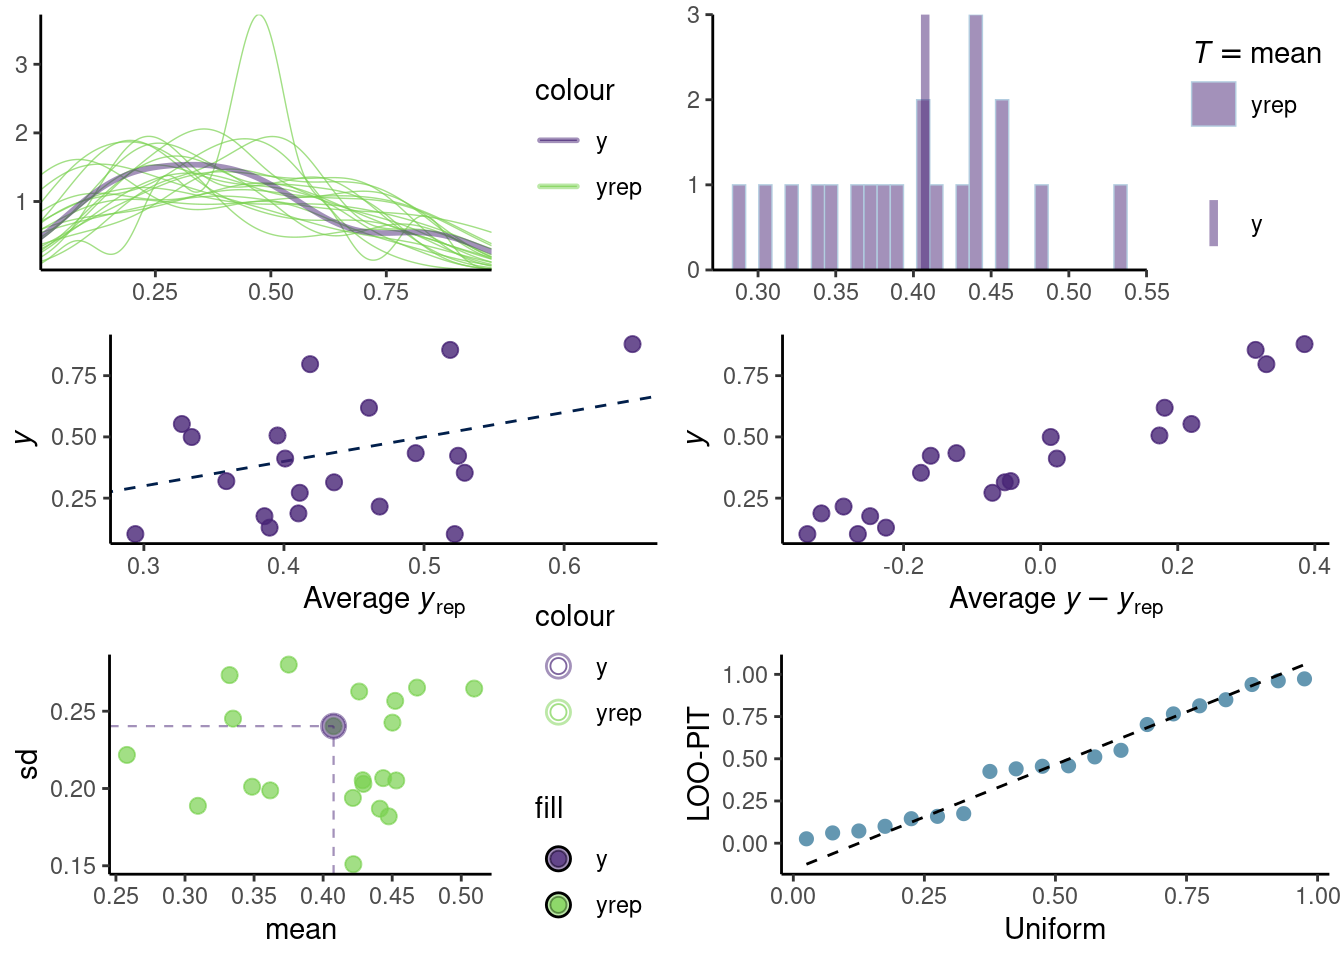 3
2
1
0.25 0.50 0.75
colour
y
yrep
3
2
1
0
0.30 0.35 0.40 0.45 0.50 0.55
T = mean
yrep
y
y
0.75
0.50
0.25
0.3 0.4 0.5 0.6
Average yrep
y
0.75
0.50
0.25
-0.2 0.0 0.2 0.4
Average y − yrep
sd
0.25
0.20
0.15
0.25 0.30 0.35 0.40 0.45 0.50
mean
colour
y
yrep
fill
y
yrep
LOO-PIT
1.00
0.75
0.50
0.25
0.00
0.00 0.25 0.50 0.75 1.00
Uniform